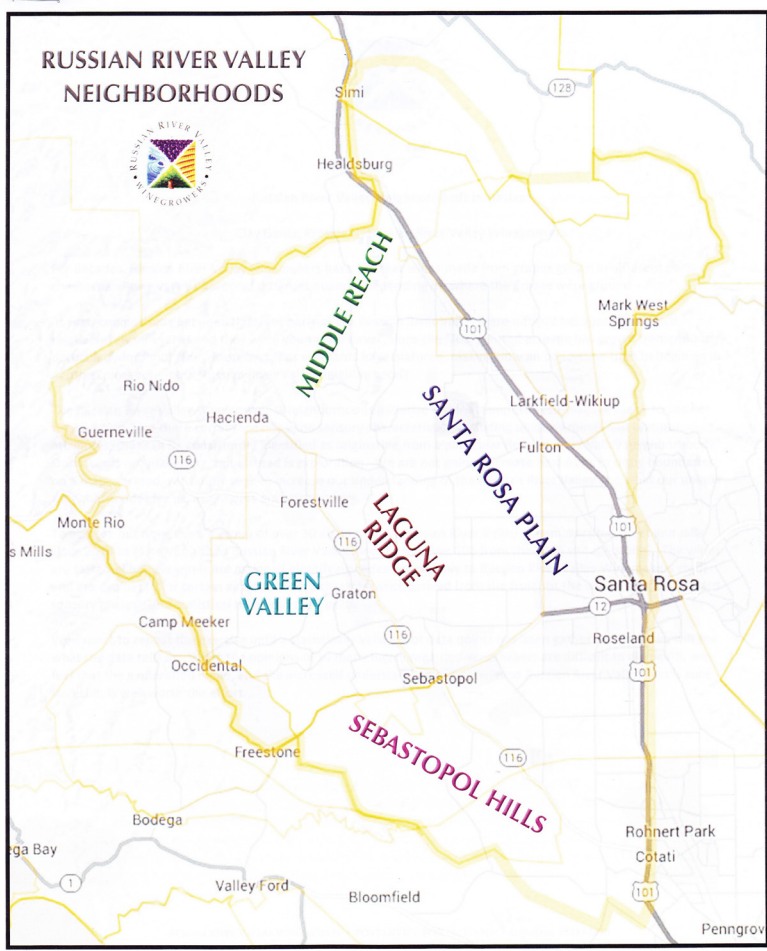 RUSSIAN RIVER VALLEY
NEIGHBORHOODS
RUSSIAN RIVER VALLEY
• WINEGROWERS •
128
Simi
Healdsburg
MIDDLE REACH
Mark West
Springs
101
Rio Nido
SANTA ROSA PLAIN
Larkfield-Wikiup
Hacienda
Guerneville
Fulton
116
Forestville
LAGUNA
RIDGE
Monte Rio
101
116
s Mills
GREEN
VALLEY
Graton
Santa Rosa
12
Camp Meeker
116
Roseland
Occidental
Sebastopol
101
SEBASTOPOL HILLS
Freestone
116
Bodega
Rohnert Park
ega Bay
Cotati
1
Valley Ford
Bloomfield
101
Penngrov